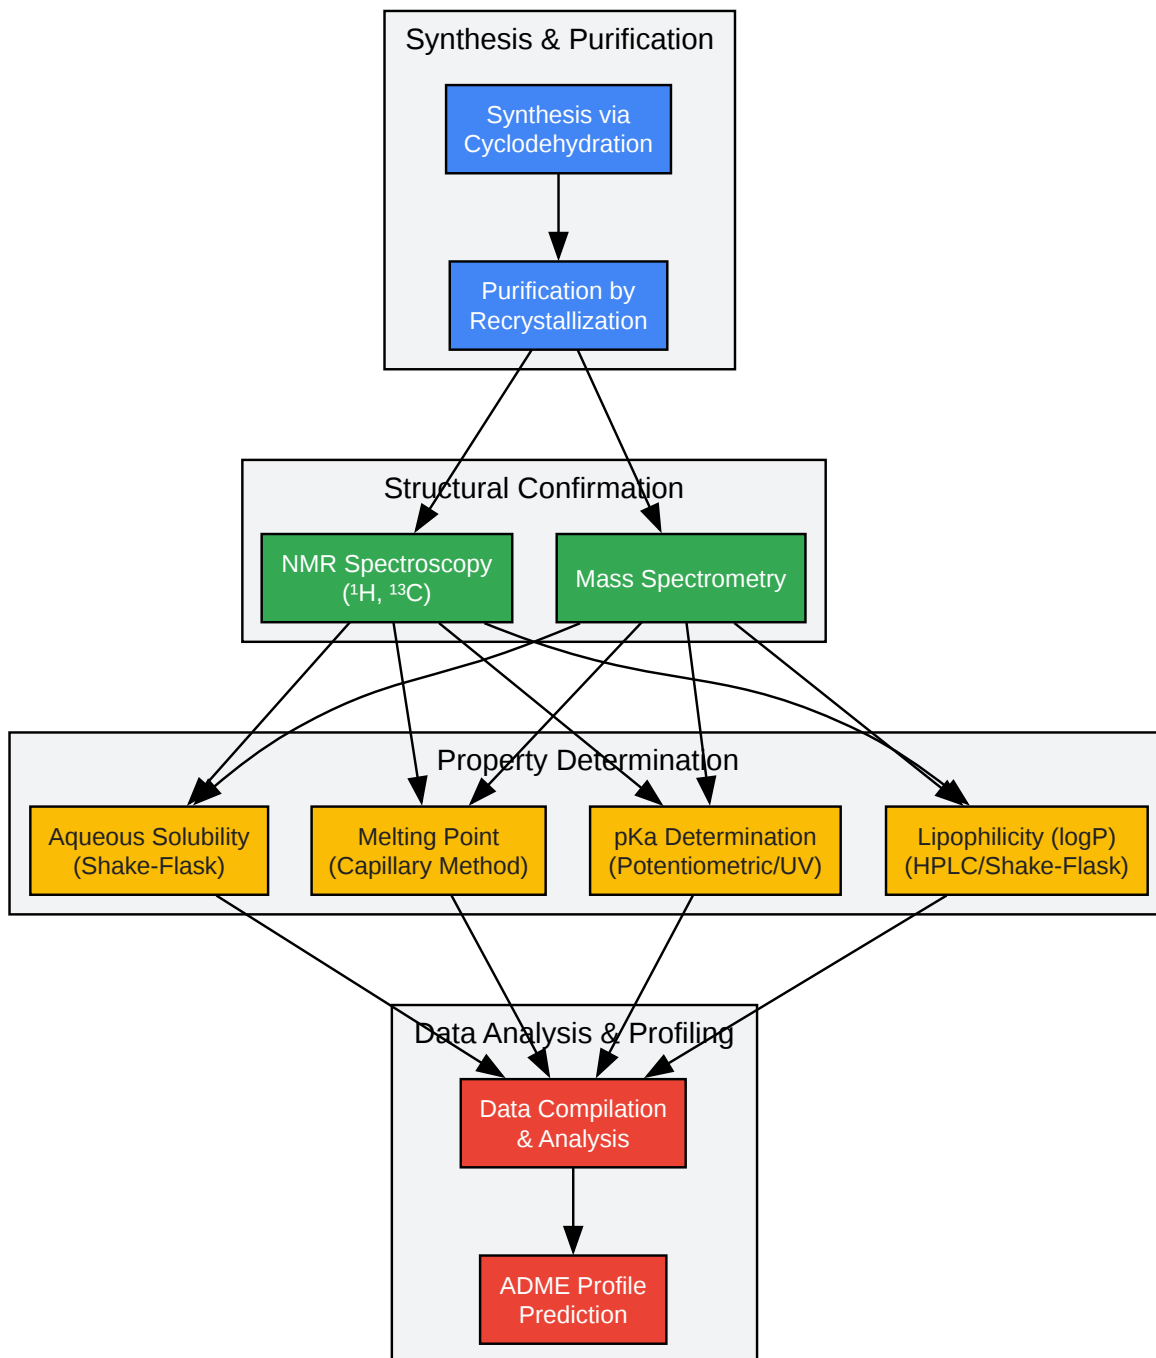 Synthesis & Purification
Synthesis via
Cyclodehydration
Purification by
Recrystallization
Structural Confirmation
NMR Spectroscopy
(¹H, ¹³C)
Mass Spectrometry
Property Determination
Aqueous Solubility
(Shake-Flask)
Melting Point
(Capillary Method)
pKa Determination
(Potentiometric/UV)
Lipophilicity (logP)
(HPLC/Shake-Flask)
Data Analysis & Profiling
Data Compilation
& Analysis
ADME Profile
Prediction